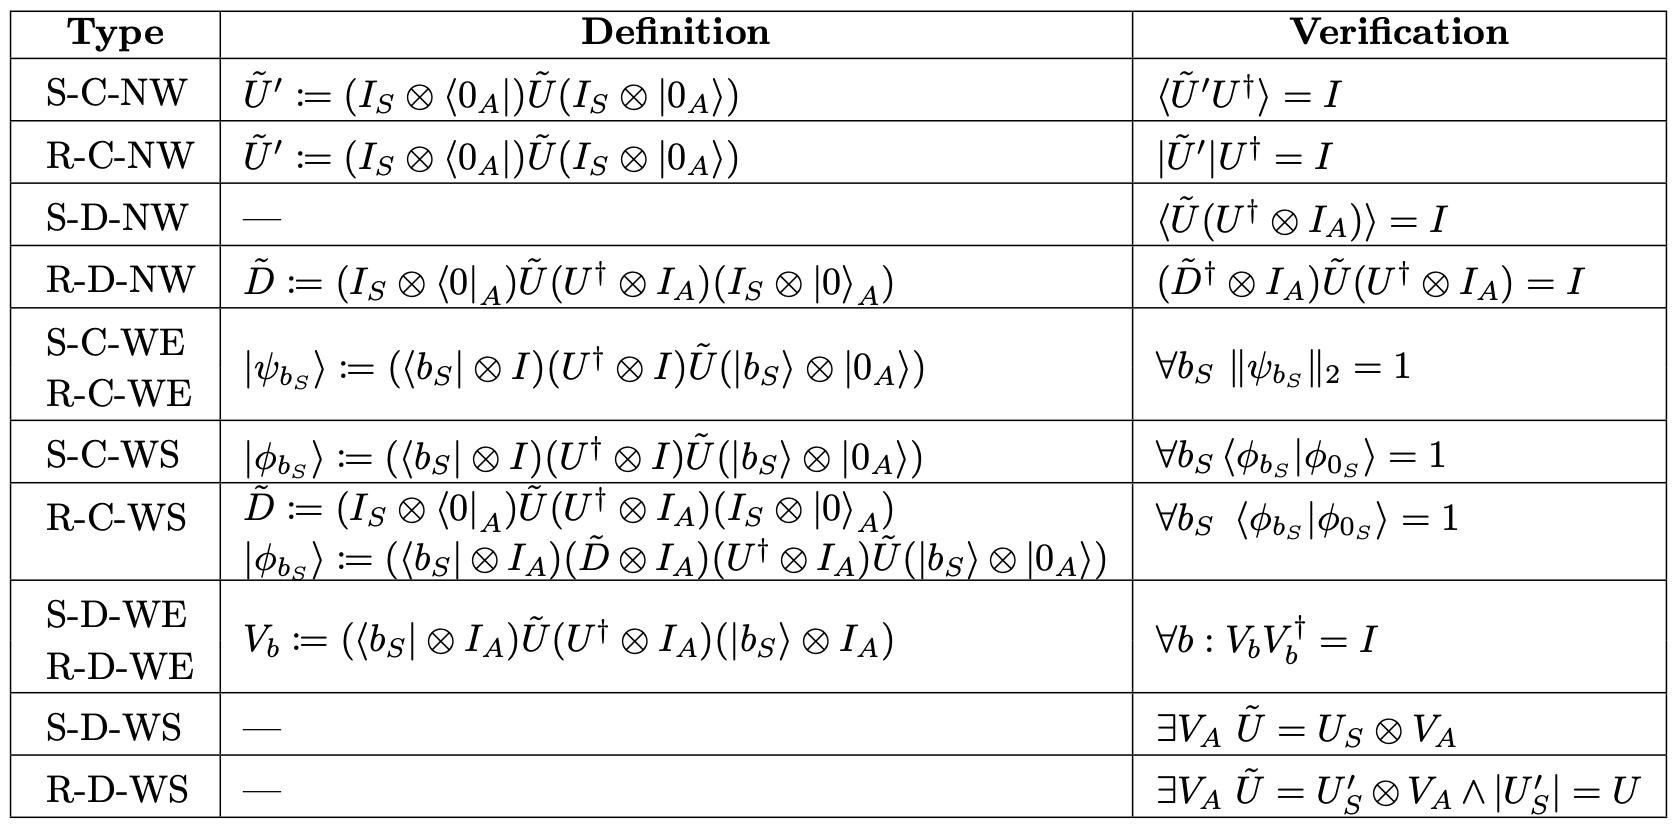 Type Definition Verification
S-C-NW Ũ′ := (I_S ⊗ ⟨0_A|)Ũ(I_S ⊗ |0_A⟩) ⟨Ũ′U†⟩ = I
R-C-NW Ũ′ := (I_S ⊗ ⟨0_A|)Ũ(I_S ⊗ |0_A⟩) |Ũ′|U† = I
S-D-NW — ⟨Ũ(U† ⊗ I_A)⟩ = I
R-D-NW D̃ := (I_S ⊗ ⟨0|_A)Ũ(U† ⊗ I_A)(I_S ⊗ |0⟩_A) (D̃† ⊗ I_A)Ũ(U† ⊗ I_A) = I
S-C-WE
R-C-WE
|ψ_{b_S}⟩ := (⟨b_S| ⊗ I)(U† ⊗ I)Ũ(|b_S⟩ ⊗ |0_A⟩) ∀b_S ‖ψ_{b_S}‖₂ = 1
S-C-WS |ϕ_{b_S}⟩ := (⟨b_S| ⊗ I)(U† ⊗ I)Ũ(|b_S⟩ ⊗ |0_A⟩) ∀b_S ⟨ϕ_{b_S}|ϕ_{0_S}⟩ = 1
R-C-WS D̃ := (I_S ⊗ ⟨0|_A)Ũ(U† ⊗ I_A)(I_S ⊗ |0⟩_A) ∀b_S ⟨ϕ_{b_S}|ϕ_{0_S}⟩ = 1
|ϕ_{b_S}⟩ := (⟨b_S| ⊗ I_A)(D̃ ⊗ I_A)(U† ⊗ I_A)Ũ(|b_S⟩ ⊗ |0_A⟩)
S-D-WE
R-D-WE
V_b := (⟨b_S| ⊗ I_A)Ũ(U† ⊗ I_A)(|b_S⟩ ⊗ I_A) ∀b : V_bV_b† = I
S-D-WS — ∃V_A Ũ = U_S ⊗ V_A
R-D-WS — ∃V_A Ũ = U′_S ⊗ V_A ∧ |U′_S| = U